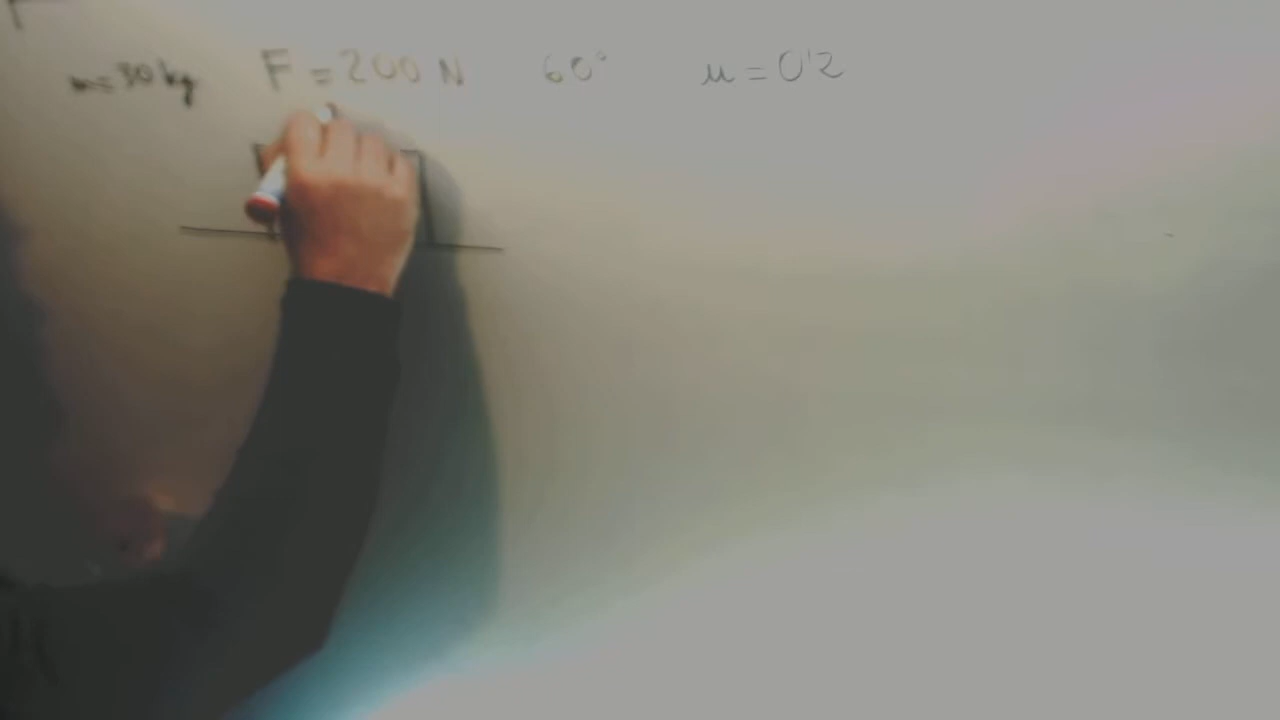 m=30 kg F = 200 N 60° µ = 0'2